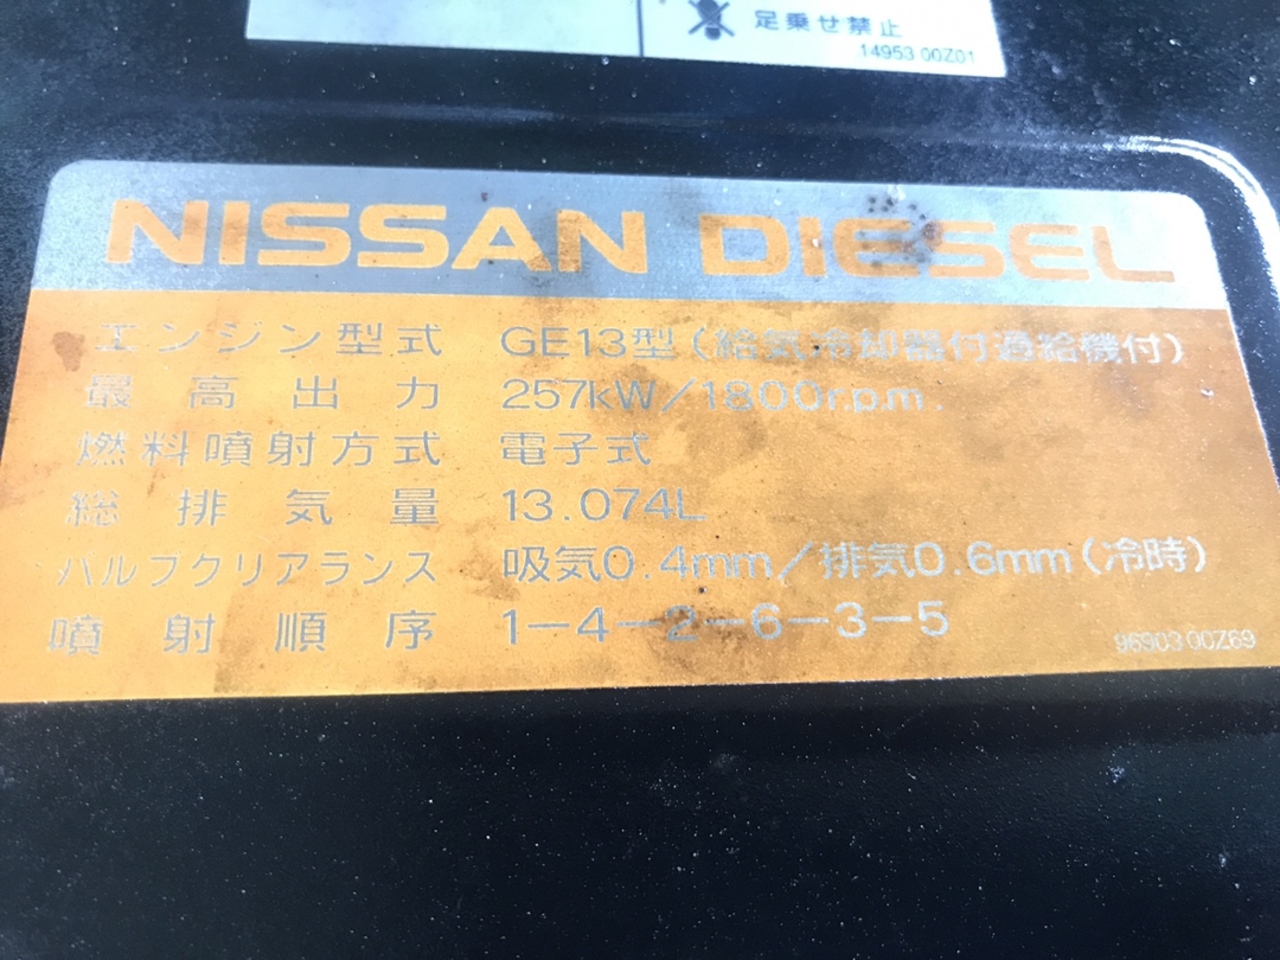 足乗せ禁止
14953 00Z01
NISSAN DIESEL
エンジン型式 GE13型(給気冷却器付過給機付)
最高出力 257kW/1800r.p.m.
燃料噴射方式 電子式
総排気量 13.074L
バルブクリアランス 吸気0.4mm/排気0.6mm(冷時)
噴射順序 1-4-2-6-3-5
96903 00Z69